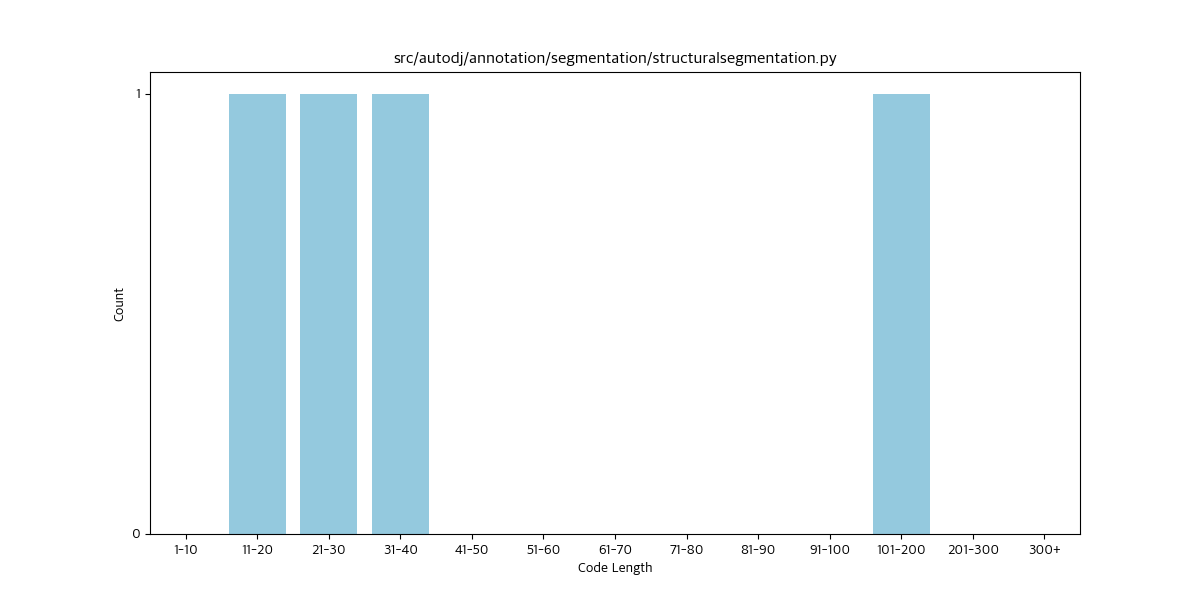 src/autodj/annotation/segmentation/structuralsegmentation.py
1
Count
0
1-10 11-20 21-30 31-40 41-50 51-60 61-70 71-80 81-90 91-100 101-200 201-300 300+
Code Length